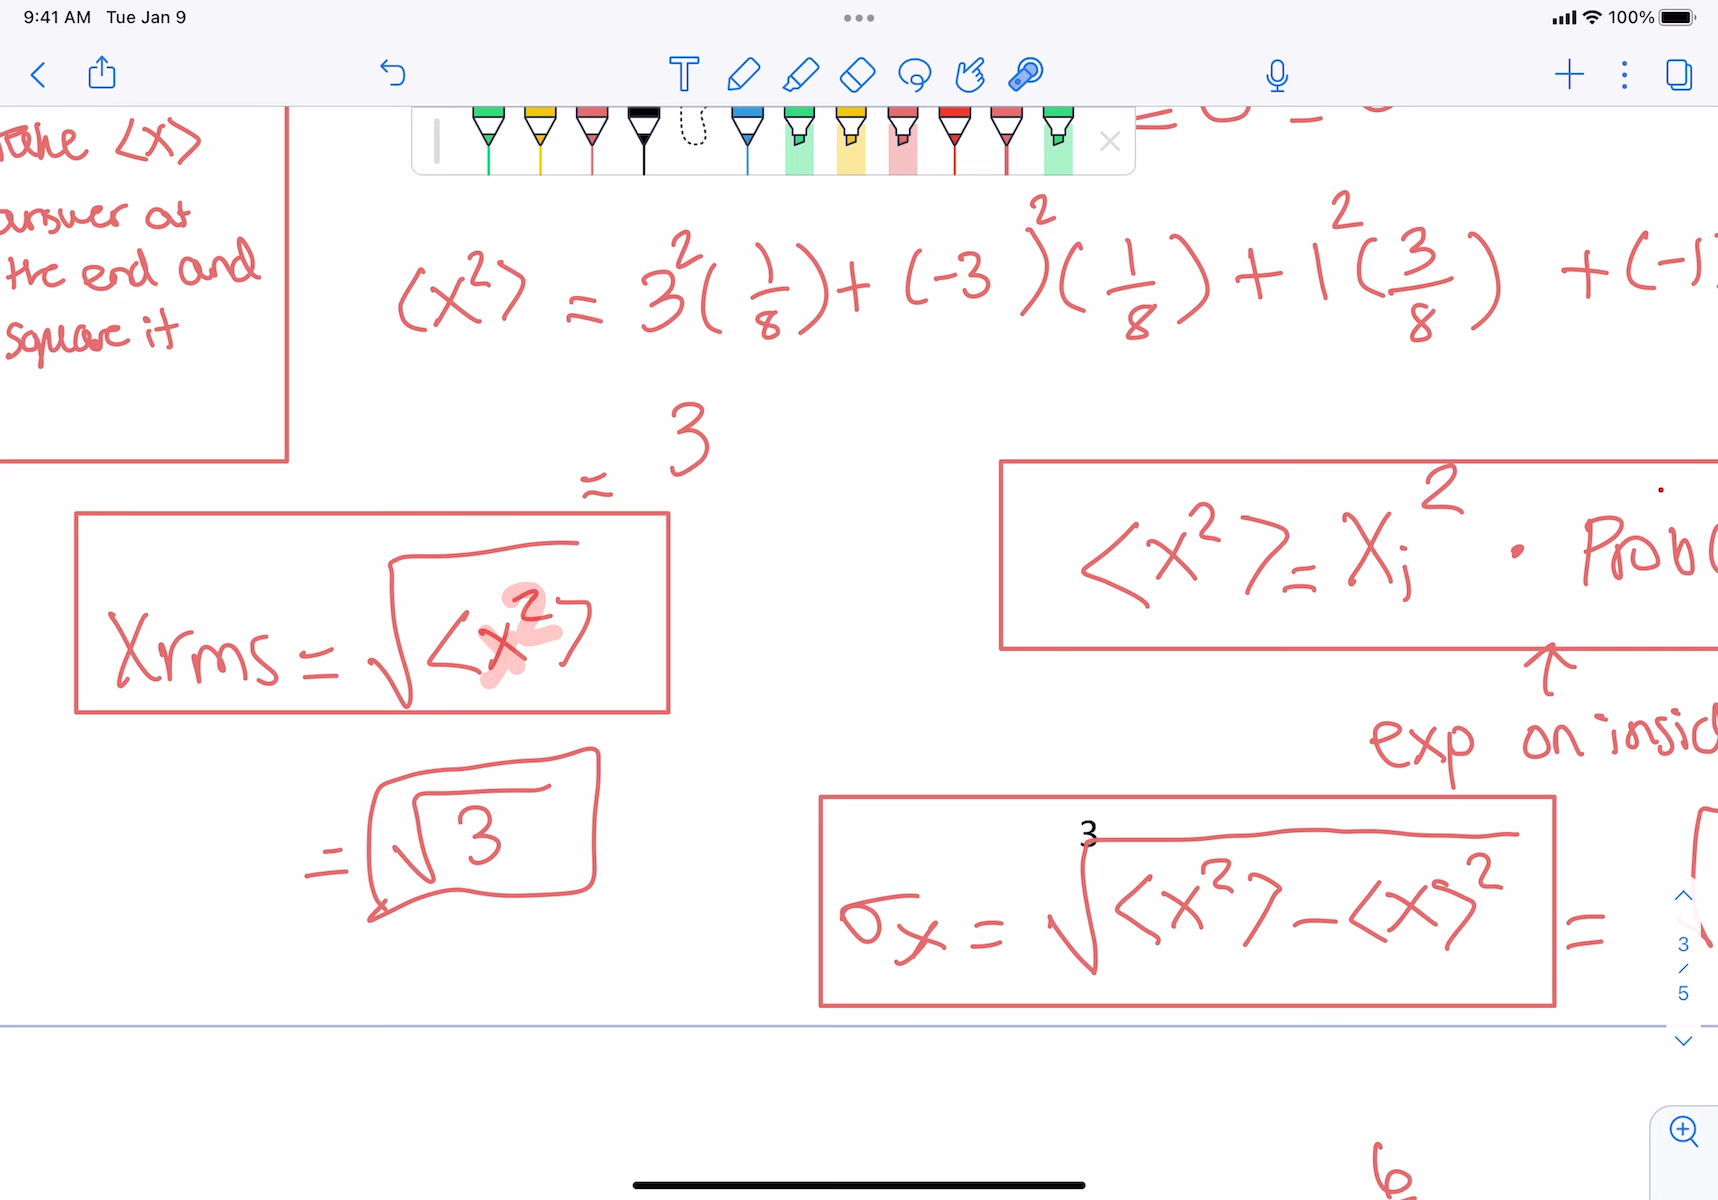 9:41 AM Tue Jan 9
100%
Take <x>
answer at
the end and
square it
<x²> = 3²(1/8) + (-3)²(1/8) + 1²(3/8) + (-1
= 3
<x²> = Xi² · Prob(
Xrms = √<x²>
exp on insid
= √3
3
σx = √<x²> - <x>² =
3
/
5
6